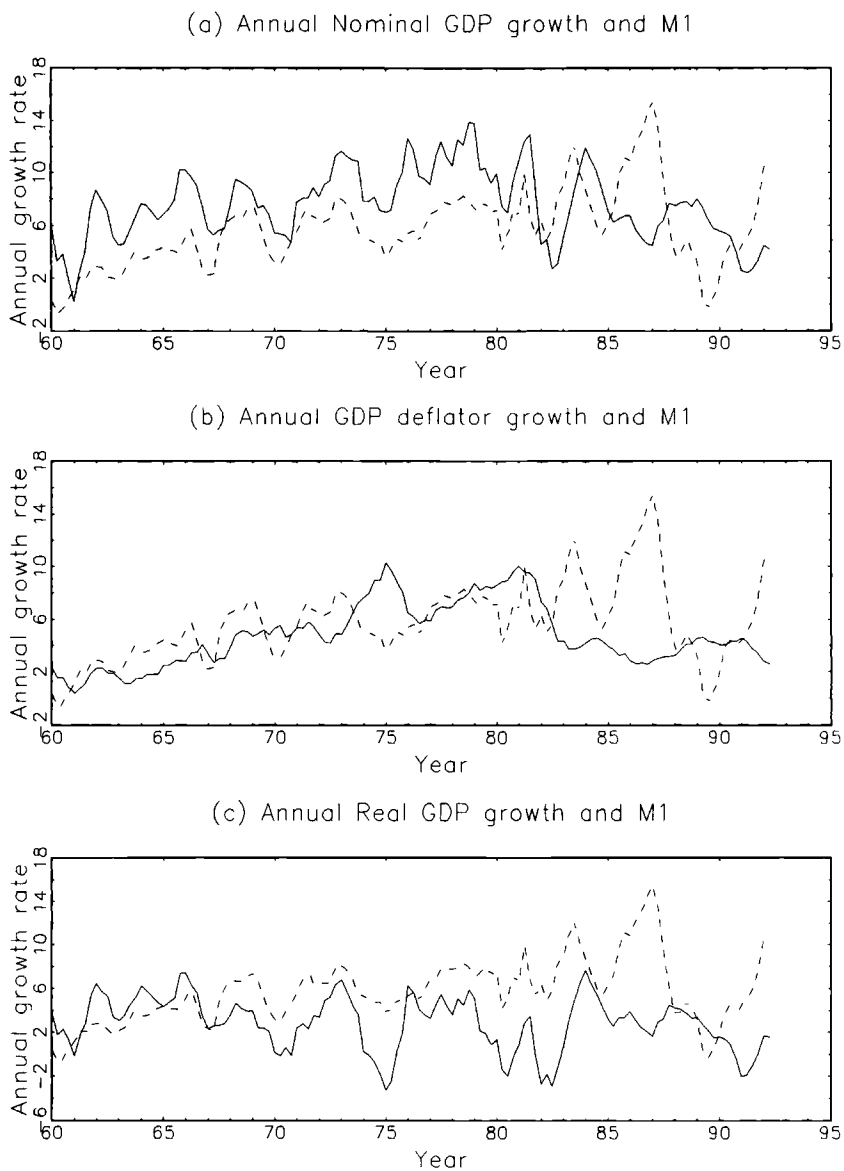 (a) Annual Nominal GDP growth and M1
Annual growth rate
18
14
10
6
2
-2
60 65 70 75 80 85 90 95
Year
(b) Annual GDP deflator growth and M1
Annual growth rate
18
14
10
6
2
-2
60 65 70 75 80 85 90 95
Year
(c) Annual Real GDP growth and M1
Annual growth rate
18
14
10
6
2
-2
-6
60 65 70 75 80 85 90 95
Year